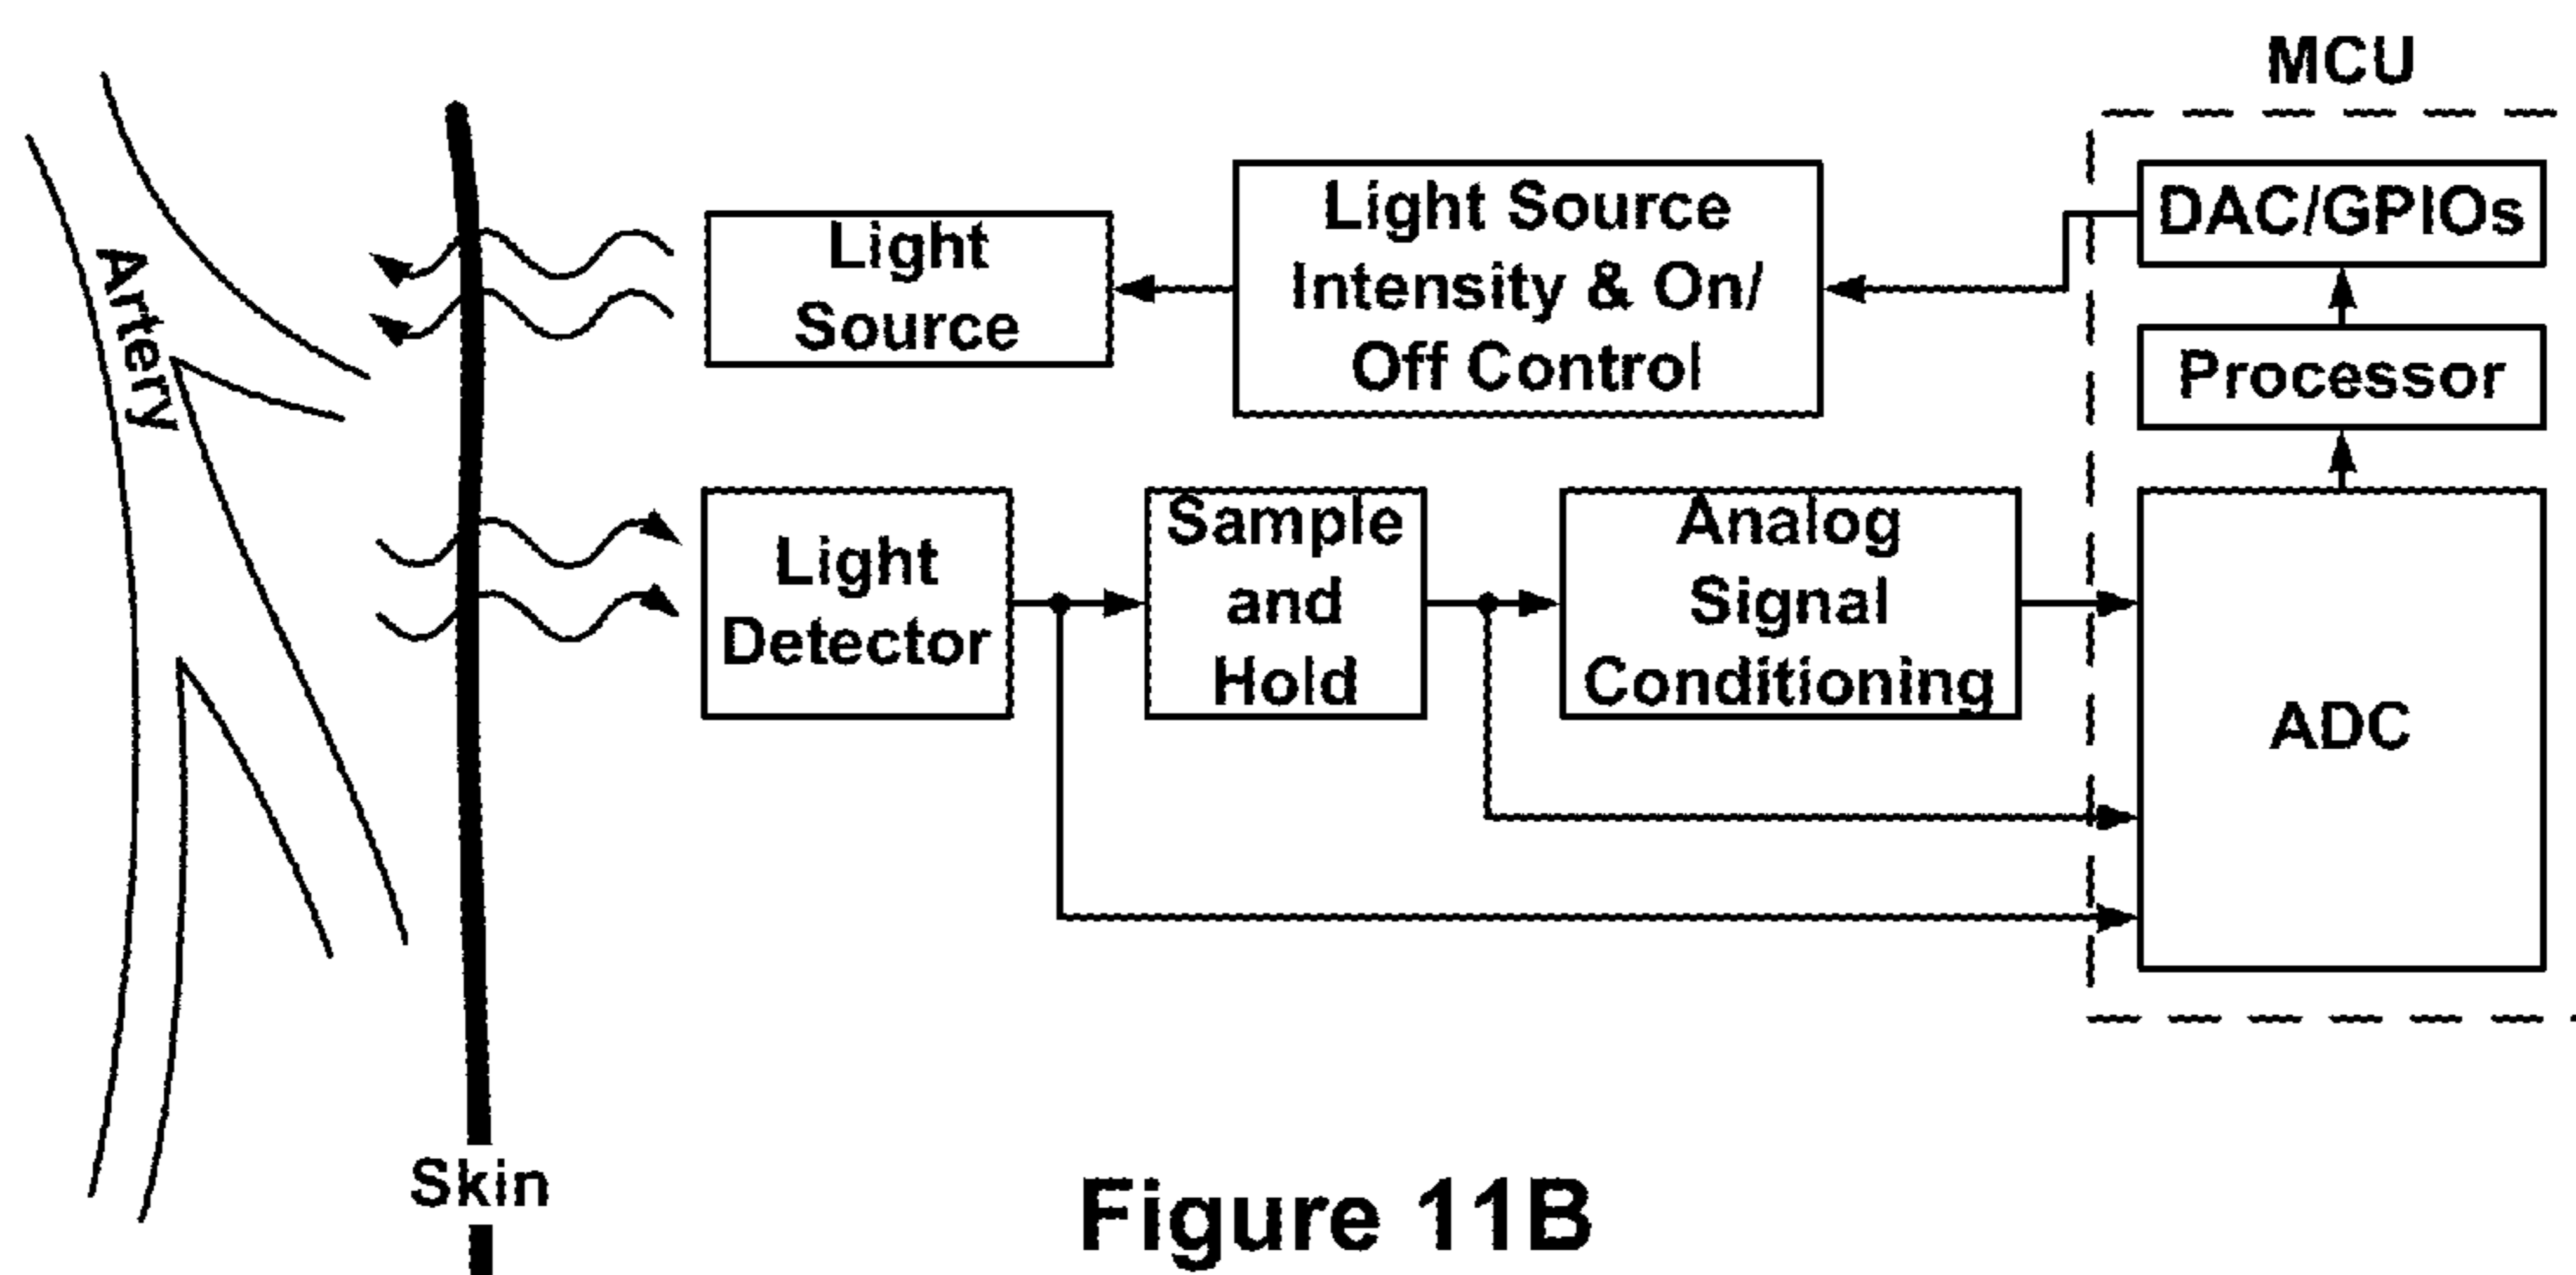 MCU
Artery
Light
Source
Light Source
Intensity & On/
Off Control
DAC/GPIOs
Processor
Light
Detector
Sample
and
Hold
Analog
Signal
Conditioning
ADC
Skin
Figure 11B